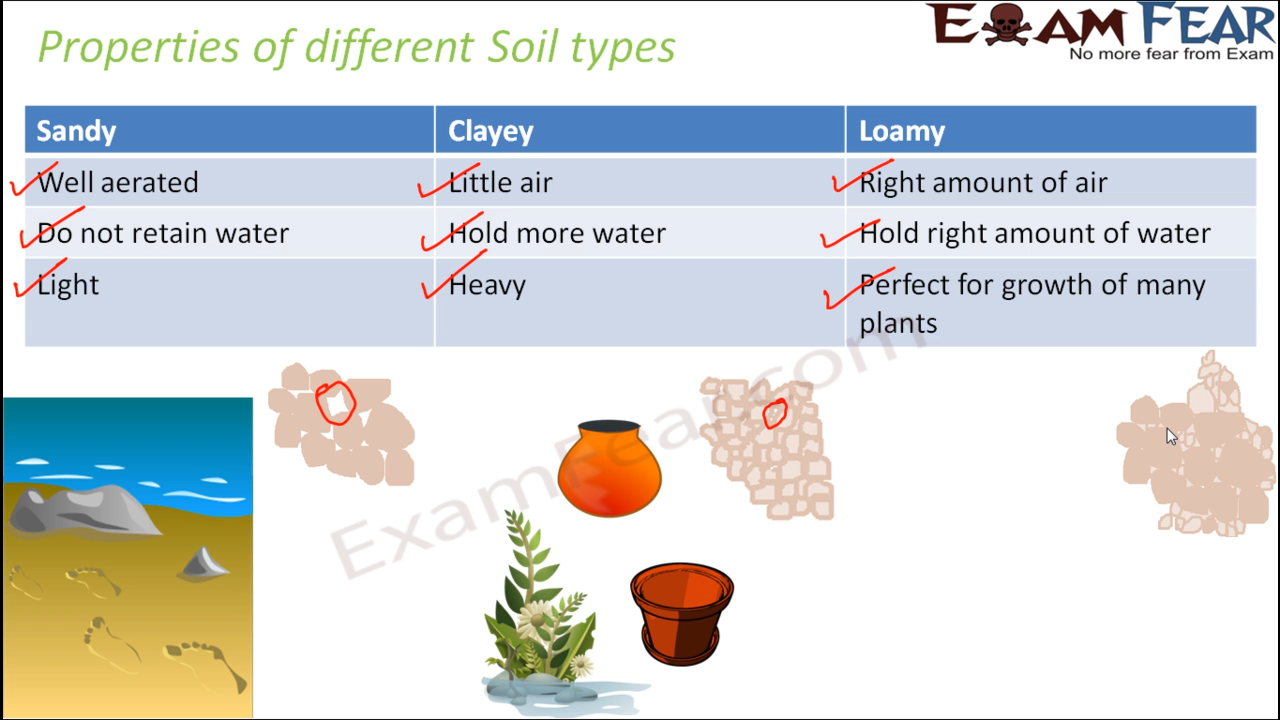 Properties of different Soil types
EXAM FEAR
No more fear from Exam
Sandy Clayey Loamy
Well aerated Little air Right amount of air
Do not retain water Hold more water Hold right amount of water
Light Heavy Perfect for growth of many
plants
ExamFear.com